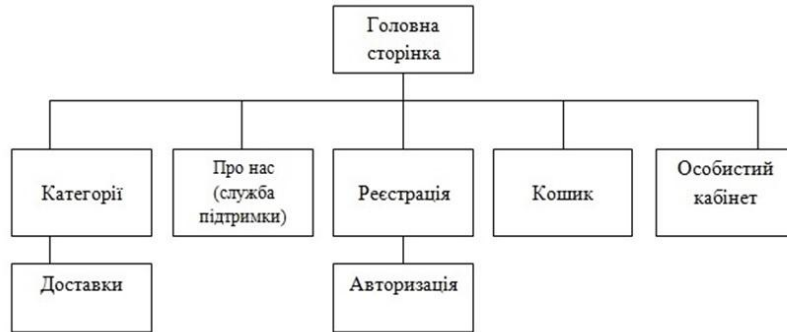 Головна
сторінка
Категорії
Про нас
(служба
підтримки)
Реєстрація
Кошик
Особистий
кабінет
Доставки
Авторизація